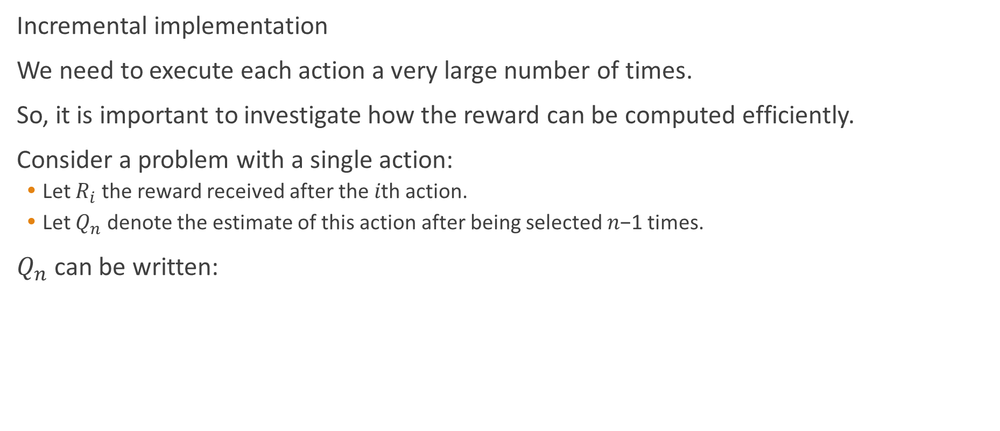 Incremental implementation
We need to execute each action a very large number of times.
So, it is important to investigate how the reward can be computed efficiently.
Consider a problem with a single action:
• Let $R_i$ the reward received after the $i$th action.
• Let $Q_n$ denote the estimate of this action after being selected $n$−1 times.
$Q_n$ can be written: